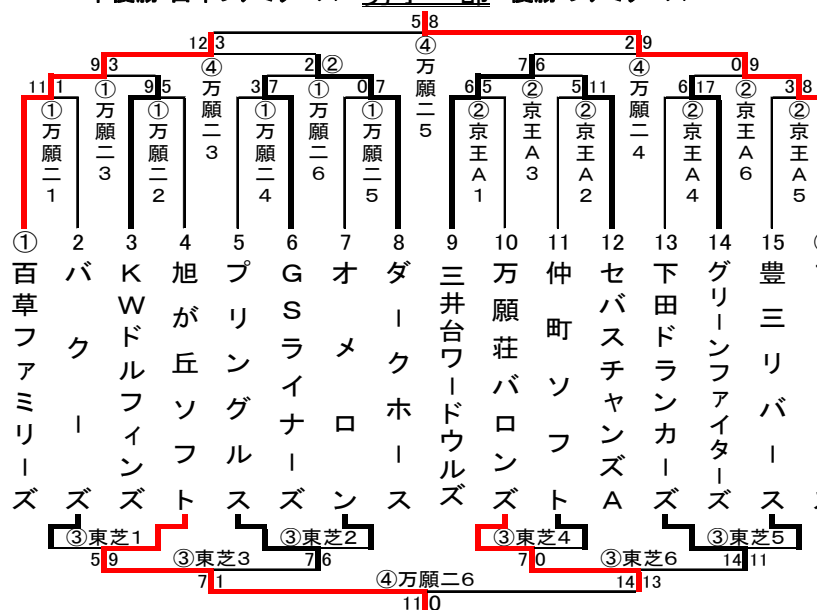 5 8
12 3
④万願二5
2 9
9 3
④万願二3
2 ②
7 6
④万願二4
0 9
11 1
①万願二3
9 5
3 7
①万願二6
0 7
6 5
②京王A3
5 11
6 17
②京王A6
3 8
①万願二1
①万願二2
①万願二4
①万願二5
②京王A1
②京王A2
②京王A4
②京王A5
① 百草ファミリーズ
2 バクーズ
3 KWドルフィンズ
4 旭が丘ソフト
5 プリングルス
6 GSライナーズ
7 オメロン
8 ダークホース
9 三井台ワードウルズ
10 万願荘バロンズ
11 仲町ソフト
12 セバスチャンズA
13 下田ドランカーズ
14 グリーンファイターズ
15 豊三リバース
③東芝1
③東芝2
③東芝4
③東芝5
5 9
③東芝3
7 6
7 0
③東芝6
14 11
7 1
④万願二6
14 13
11 0